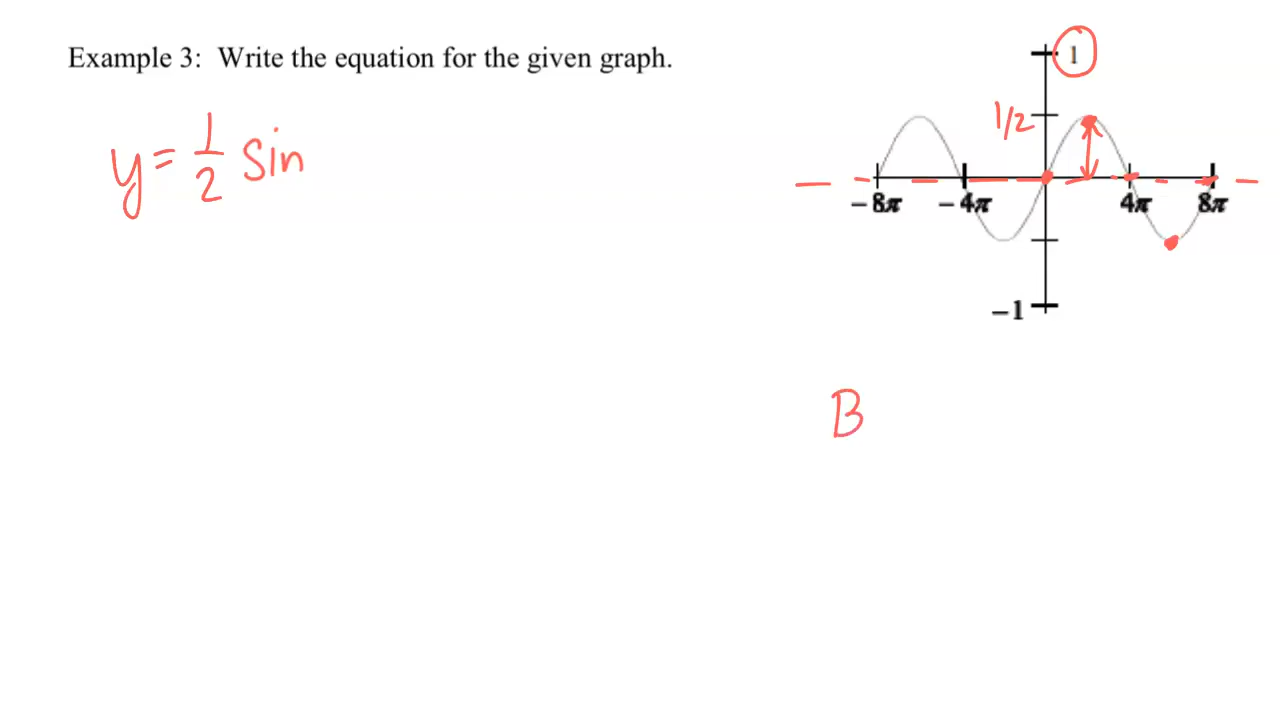 Example 3: Write the equation for the given graph.
1
1/2
y = 1/2 sin
-8π -4π 4π 8π
-1
B